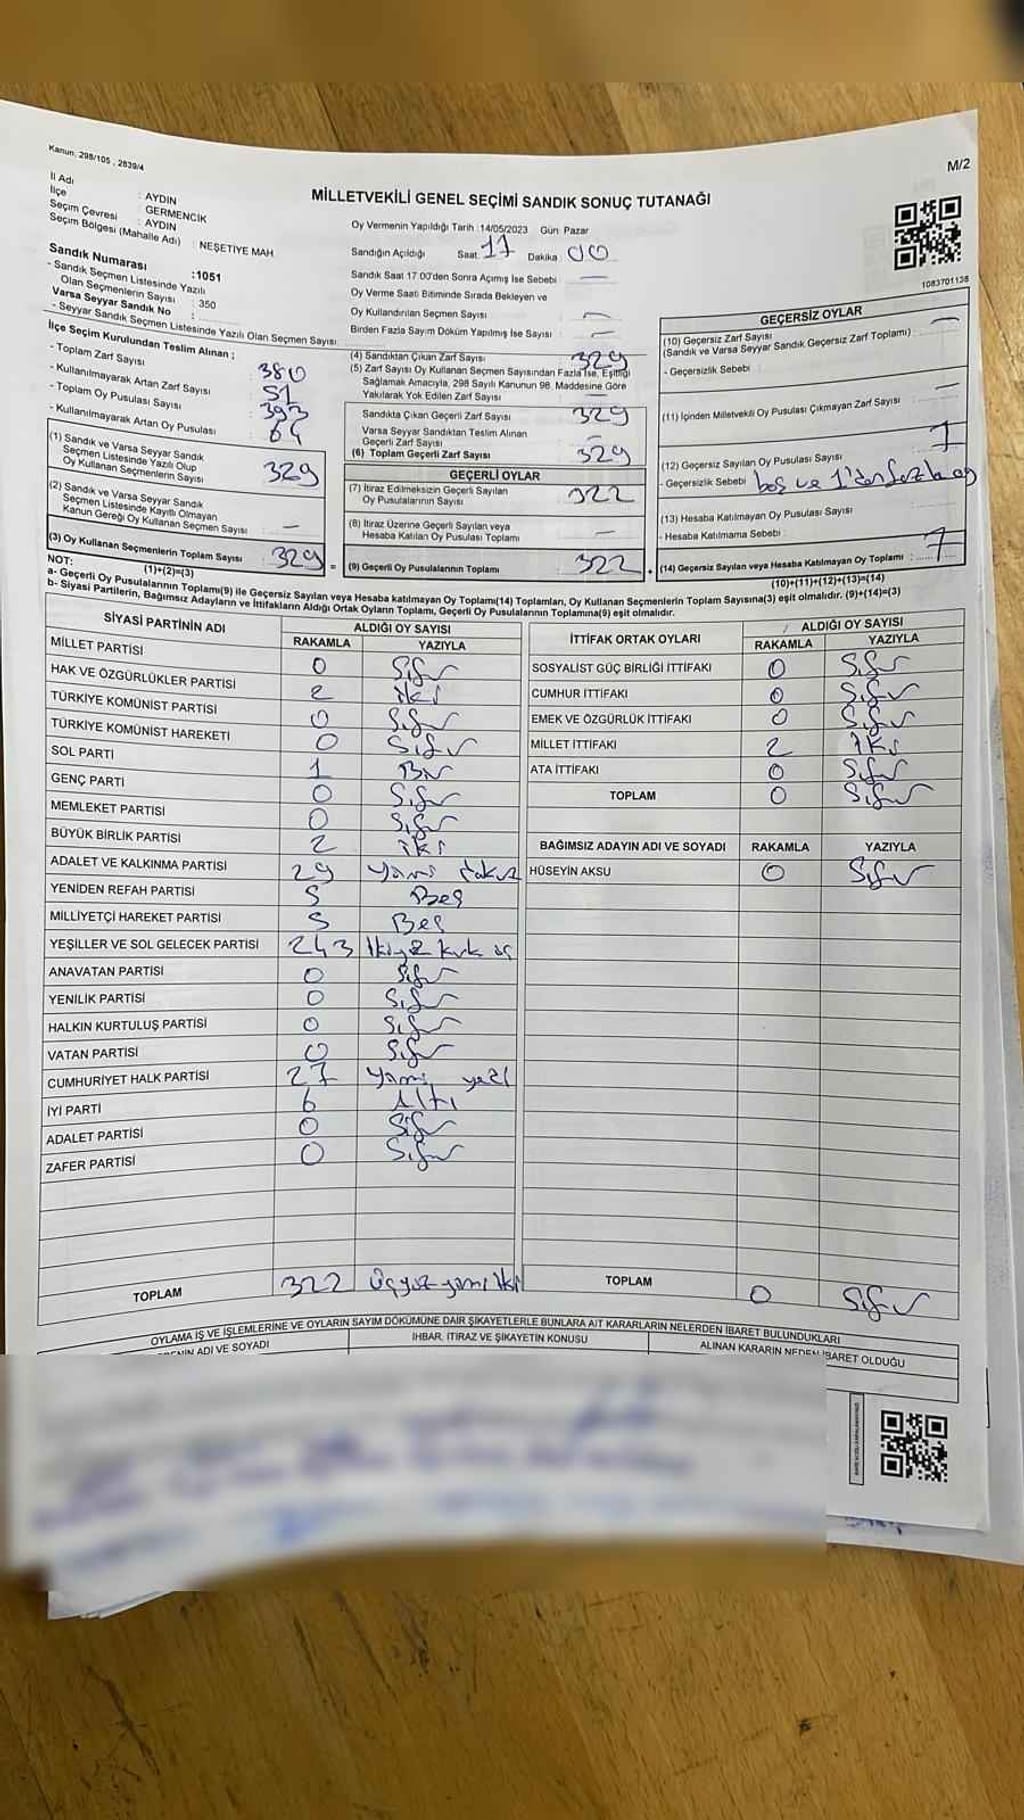 Kanun, 298/105 , 2839/4
M/2
MİLLETVEKİLİ GENEL SEÇİMİ SANDIK SONUÇ TUTANAĞI
İl Adı : AYDIN
İlçe : GERMENCİK
Seçim Çevresi : AYDIN
Seçim Bölgesi (Mahalle Adı) : NEŞETİYE MAH
Sandık Numarası :1051
- Sandık Seçmen Listesinde Yazılı
Olan Seçmenlerin Sayısı : 350
Varsa Seyyar Sandık No :
- Seyyar Sandık Seçmen Listesinde Yazılı Olan Seçmen Sayısı :
İlçe Seçim Kurulundan Teslim Alınan ;
- Toplam Zarf Sayısı : 380
- Kullanılmayarak Artan Zarf Sayısı : 51
- Toplam Oy Pusulası Sayısı : 393
- Kullanılmayarak Artan Oy Pusulası : 64
(1) Sandık ve Varsa Seyyar Sandık
Seçmen Listesinde Yazılı Olup
Oy Kullanan Seçmenlerin Sayısı : 329
(2) Sandık ve Varsa Seyyar Sandık
Seçmen Listesinde Kayıtlı Olmayan
Kanun Gereği Oy Kullanan Seçmen Sayısı : —
(3) Oy Kullanan Seçmenlerin Toplam Sayısı : 329 =
(1)+(2)=(3)
Oy Vermenin Yapıldığı Tarih :14/05/2023 Gün: Pazar
Sandığın Açıldığı Saat: 17 Dakika: 00
Sandık Saat 17.00'den Sonra Açımış İse Sebebi : —
Oy Verme Saati Bitiminde Sırada Bekleyen ve
Oy Kullandırılan Seçmen Sayısı : —
Birden Fazla Sayım Döküm Yapılmış İse Sayısı : —
(4) Sandıktan Çıkan Zarf Sayısı : 329
(5) Zarf Sayısı Oy Kullanan Seçmen Sayısından Fazla İse, Eşitliği
Sağlamak Amacıyla, 298 Sayılı Kanunun 98. Maddesine Göre
Yakılarak Yok Edilen Zarf Sayısı : —
Sandıkta Çıkan Geçerli Zarf Sayısı : 329
Varsa Seyyar Sandıktan Teslim Alınan
Geçerli Zarf Sayısı : —
(6) Toplam Geçerli Zarf Sayısı : 329
GEÇERLİ OYLAR
(7) İtiraz Edilmeksizin Geçerli Sayılan
Oy Pusulalarının Sayısı : 322
(8) İtiraz Üzerine Geçerli Sayılan veya
Hesaba Katılan Oy Pusulası Toplamı : —
(9) Geçerli Oy Pusulalarının Toplamı : 322
1083701138
GEÇERSİZ OYLAR
(10) Geçersiz Zarf Sayısı : —
(Sandık ve Varsa Seyyar Sandık Geçersiz Zarf Toplamı)
- Geçersizlik Sebebi :
(11) İçinden Milletvekili Oy Pusulası Çıkmayan Zarf Sayısı : —
(12) Geçersiz Sayılan Oy Pusulası Sayısı : 7
- Geçersizlik Sebebi : boş ve 1'den fazla oy
(13) Hesaba Katılmayan Oy Pusulası Sayısı :
- Hesaba Katılmama Sebebi :
(14) Geçersiz Sayılan veya Hesaba Katılmayan Oy Toplamı : 7
(10)+(11)+(12)+(13)=(14)
NOT:
a- Geçerli Oy Pusulalarının Toplamı(9) ile Geçersiz Sayılan veya Hesaba katılmayan Oy Toplamı(14) Toplamları, Oy Kullanan Seçmenlerin Toplam Sayısına(3) eşit olmalıdır. (9)+(14)=(3)
b- Siyasi Partilerin, Bağımsız Adayların ve İttifakların Aldığı Ortak Oyların Toplamı, Geçerli Oy Pusulalarının Toplamına(9) eşit olmalıdır.
SİYASİ PARTİNİN ADI ALDIĞI OY SAYISI
RAKAMLA YAZIYLA
MİLLET PARTİSİ 0 Sıfır
HAK VE ÖZGÜRLÜKLER PARTİSİ 2 iki
TÜRKİYE KOMÜNİST PARTİSİ 0 Sıfır
TÜRKİYE KOMÜNİST HAREKETİ 0 Sıfır
SOL PARTİ 1 Bir
GENÇ PARTİ 0 Sıfır
MEMLEKET PARTİSİ 0 Sıfır
BÜYÜK BİRLİK PARTİSİ 2 iki
ADALET VE KALKINMA PARTİSİ 29 yirmi dokuz
YENİDEN REFAH PARTİSİ 5 Beş
MİLLİYETÇİ HAREKET PARTİSİ 5 Beş
YEŞİLLER VE SOL GELECEK PARTİSİ 243 İkiyüz kırk üç
ANAVATAN PARTİSİ 0 Sıfır
YENİLİK PARTİSİ 0 Sıfır
HALKIN KURTULUŞ PARTİSİ 0 Sıfır
VATAN PARTİSİ 0 Sıfır
CUMHURİYET HALK PARTİSİ 27 yirmi yedi
İYİ PARTİ 6 Altı
ADALET PARTİSİ 0 Sıfır
ZAFER PARTİSİ 0 Sıfır
TOPLAM 322 Üçyüz yirmi iki
İTTİFAK ORTAK OYLARI ALDIĞI OY SAYISI
RAKAMLA YAZIYLA
SOSYALİST GÜÇ BİRLİĞİ İTTİFAKI 0 Sıfır
CUMHUR İTTİFAKI 0 Sıfır
EMEK VE ÖZGÜRLÜK İTTİFAKI 0 Sıfır
MİLLET İTTİFAKI 2 İki
ATA İTTİFAKI 0 Sıfır
TOPLAM 0 Sıfır
BAĞIMSIZ ADAYIN ADI VE SOYADI RAKAMLA YAZIYLA
HÜSEYİN AKSU 0 Sıfır
TOPLAM 0 Sıfır
OYLAMA İŞ VE İŞLEMLERİNE VE OYLARIN SAYIM DÖKÜMÜNE DAİR ŞİKAYETLERLE BUNLARA AİT KARARLARIN NELERDEN İBARET BULUNDUKLARI
ADI VE SOYADI İHBAR, İTİRAZ VE ŞİKAYETİN KONUSU ALINAN KARARIN NEDEN İBARET OLDUĞU